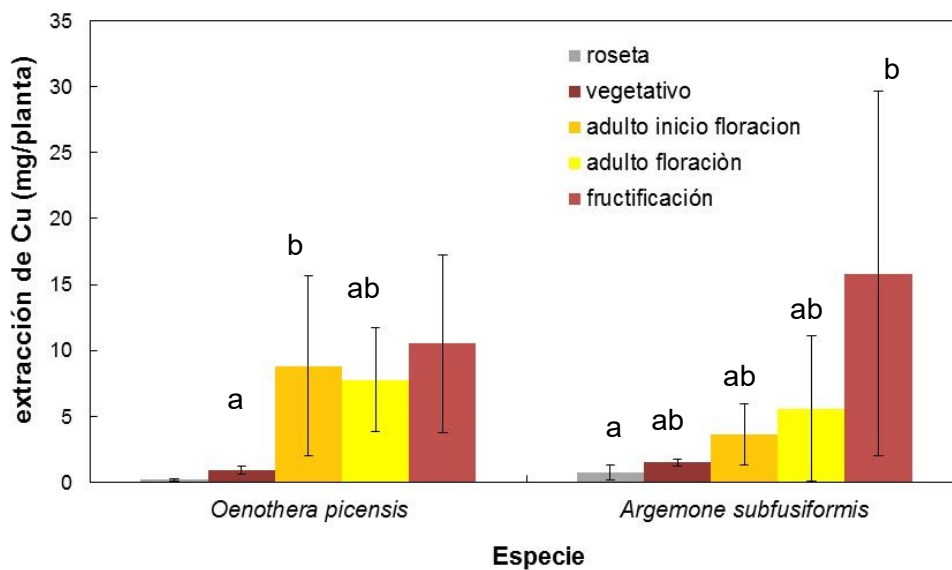 35
30
25
20
15
10
5
0
extracción de Cu (mg/planta)
roseta
vegetativo
adulto inicio floracion
adulto floraciòn
fructificación
a
b
ab
a
ab
ab
ab
b
Oenothera picensis
Argemone subfusiformis
Especie